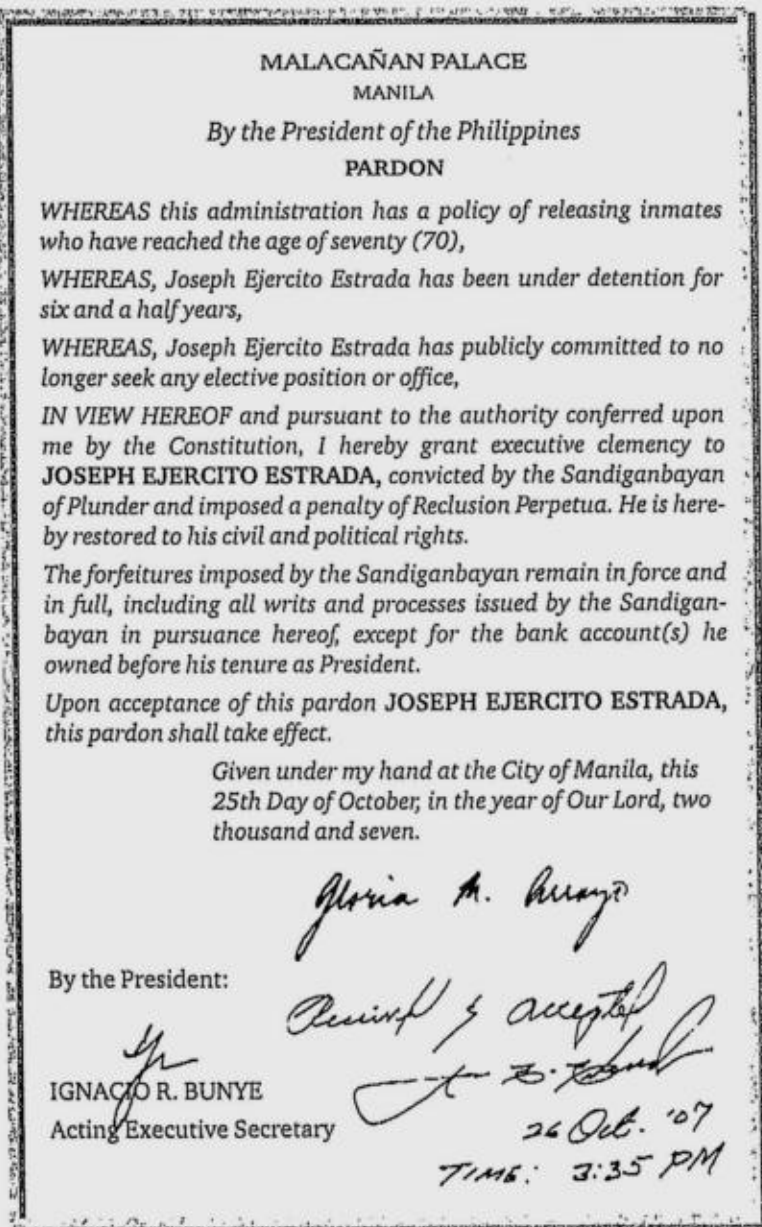 MALACAÑAN PALACE
MANILA
By the President of the Philippines
PARDON
WHEREAS this administration has a policy of releasing inmates
who have reached the age of seventy (70),
WHEREAS, Joseph Ejercito Estrada has been under detention for
six and a half years,
WHEREAS, Joseph Ejercito Estrada has publicly committed to no
longer seek any elective position or office,
IN VIEW HEREOF and pursuant to the authority conferred upon
me by the Constitution, I hereby grant executive clemency to
JOSEPH EJERCITO ESTRADA, convicted by the Sandiganbayan
of Plunder and imposed a penalty of Reclusion Perpetua. He is here-
by restored to his civil and political rights.
The forfeitures imposed by the Sandiganbayan remain in force and
in full, including all writs and processes issued by the Sandigan-
bayan in pursuance hereof, except for the bank account(s) he
owned before his tenure as President.
Upon acceptance of this pardon JOSEPH EJERCITO ESTRADA,
this pardon shall take effect.
Given under my hand at the City of Manila, this
25th Day of October, in the year of Our Lord, two
thousand and seven.
Gloria M. Arroyo
By the President:
Received & accepted
IGNACIO R. BUNYE
Acting Executive Secretary
26 Oct. '07
TIME: 3:35 PM